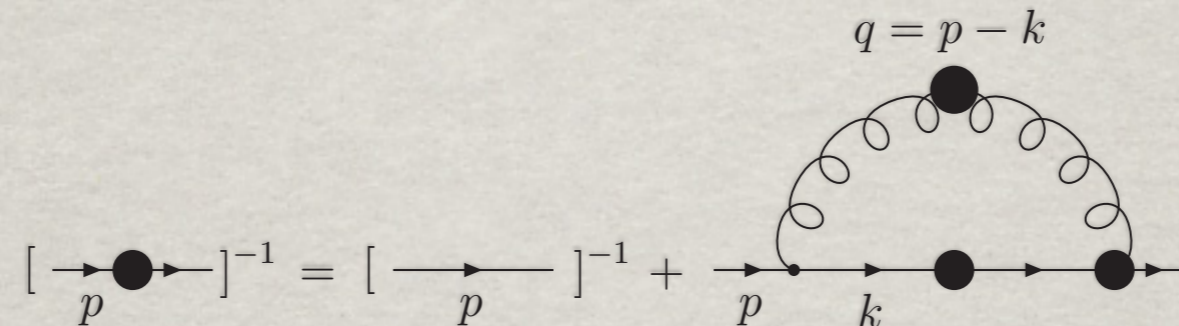 q = p − k
[ ]⁻¹ = [ ]⁻¹ +
p p p k